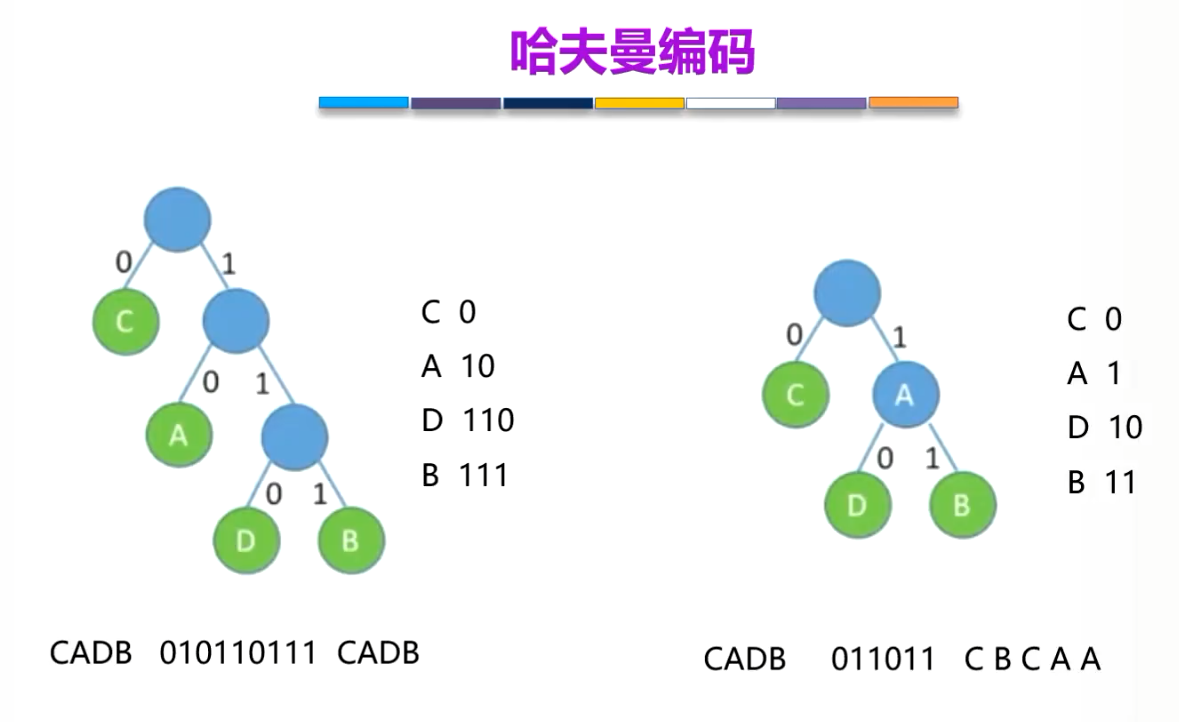 哈夫曼编码
0 1
C
0 1
A
0 1
D B
C 0
A 10
D 110
B 111
CADB 010110111 CADB
0 1
C A
0 1
D B
C 0
A 1
D 10
B 11
CADB 011011 C B C A A